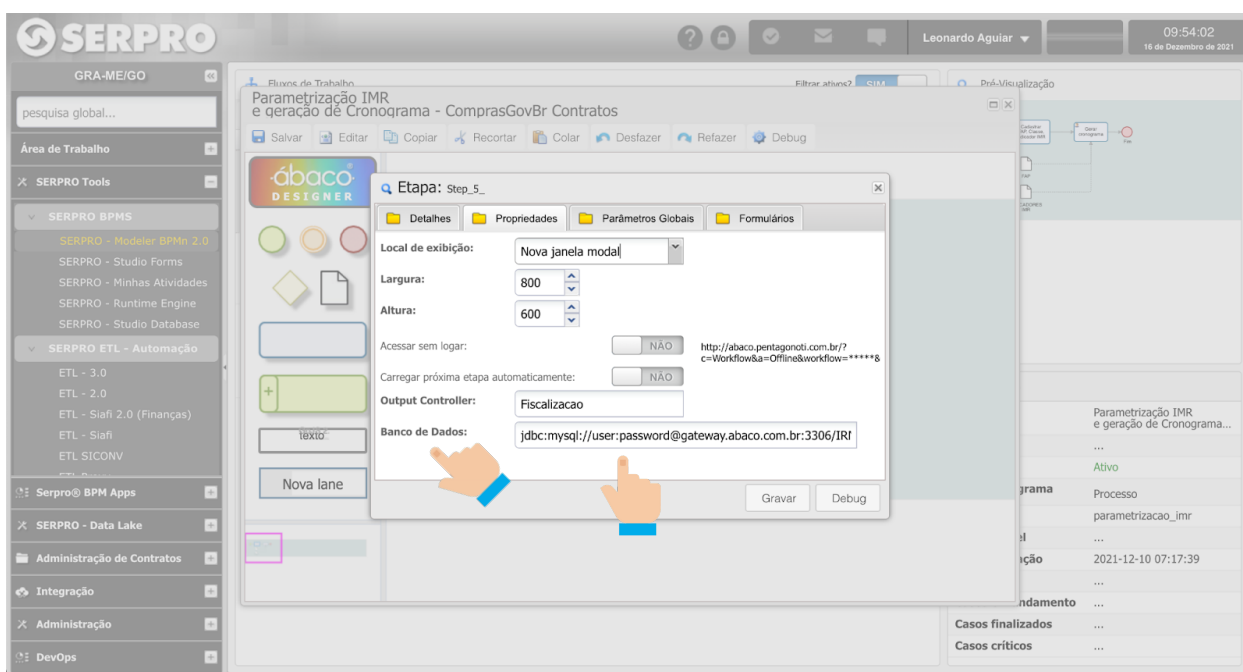 SERPRO
Leonardo Aguiar
09:54:02
16 de Dezembro de 2021
GRA-ME/GO
pesquisa global...
Área de Trabalho
SERPRO Tools
SERPRO BPMS
SERPRO - Modeler BPMn 2.0
SERPRO - Studio Forms
SERPRO - Minhas Atividades
SERPRO - Runtime Engine
SERPRO - Studio Database
SERPRO ETL - Automação
ETL - 3.0
ETL - 2.0
ETL - Siafi 2.0 (Finanças)
ETL - Siafi
ETL SICONV
Serpro® BPM Apps
SERPRO - Data Lake
Administração de Contratos
Integração
Administração
DevOps
Fluxos de Trabalho
Filtrar ativos? SIM
Pré-Visualização
Parametrização IMR
e geração de Cronograma - ComprasGovBr Contratos
Salvar Editar Copiar Recortar Colar Desfazer Refazer Debug
ábaco
DESIGNER
texto
Nova lane
Etapa: Step_5_
Detalhes Propriedades Parâmetros Globais Formulários
Local de exibição: Nova janela modal
Largura: 800
Altura: 600
Acessar sem logar: NÃO
http://abaco.pentagonoti.com.br/?
c=Workflow&a=Offline&workflow=*****&
Carregar próxima etapa automaticamente: NÃO
Output Controller: Fiscalizacao
Banco de Dados: jdbc:mysql://user:password@gateway.abaco.com.br:3306/IRM
Gravar Debug
Gerar
cronograma
Fim
Parametrização IMR
e geração de Cronograma...
...
Ativo
grama Processo
parametrizacao_imr
el ...
ção 2021-12-10 07:17:39
...
ndamento ...
Casos finalizados ...
Casos críticos ...